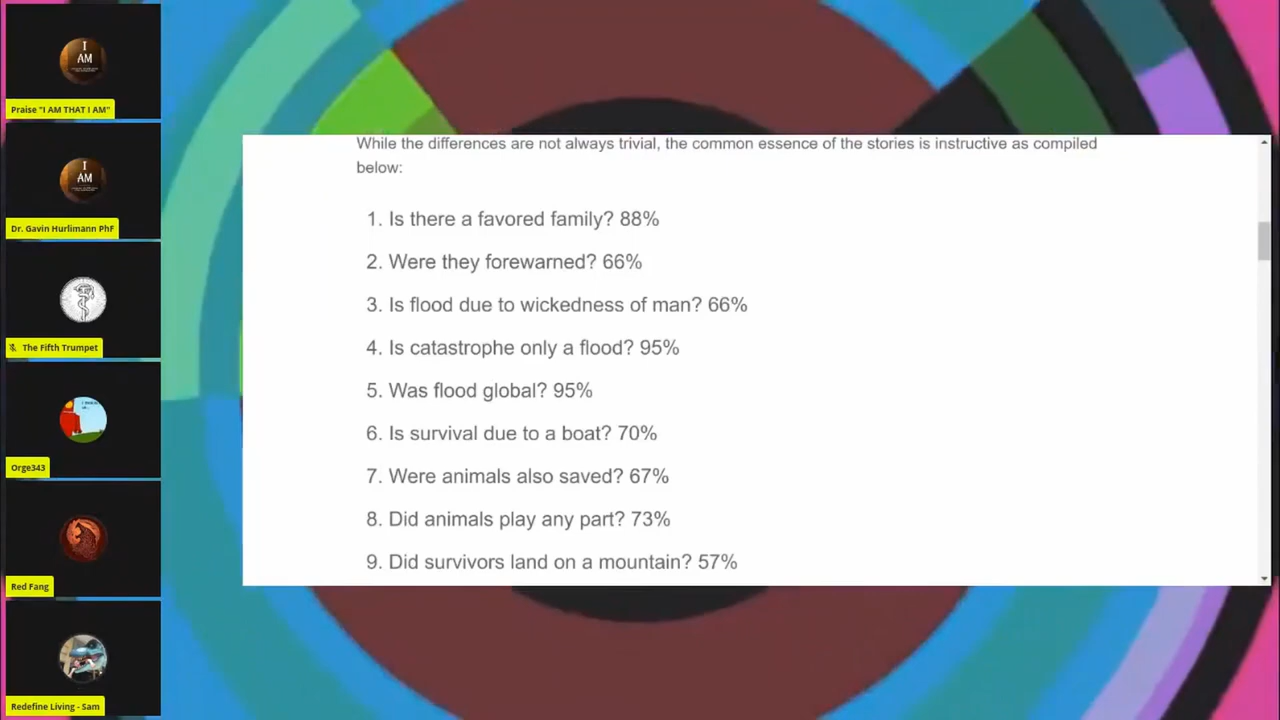 I
AM
Praise "I AM THAT I AM"
I
AM
Dr. Gavin Hurlimann PhF
The Fifth Trumpet
Orge343
Red Fang
Redefine Living - Sam
While the differences are not always trivial, the common essence of the stories is instructive as compiled
below:
1. Is there a favored family? 88%
2. Were they forewarned? 66%
3. Is flood due to wickedness of man? 66%
4. Is catastrophe only a flood? 95%
5. Was flood global? 95%
6. Is survival due to a boat? 70%
7. Were animals also saved? 67%
8. Did animals play any part? 73%
9. Did survivors land on a mountain? 57%